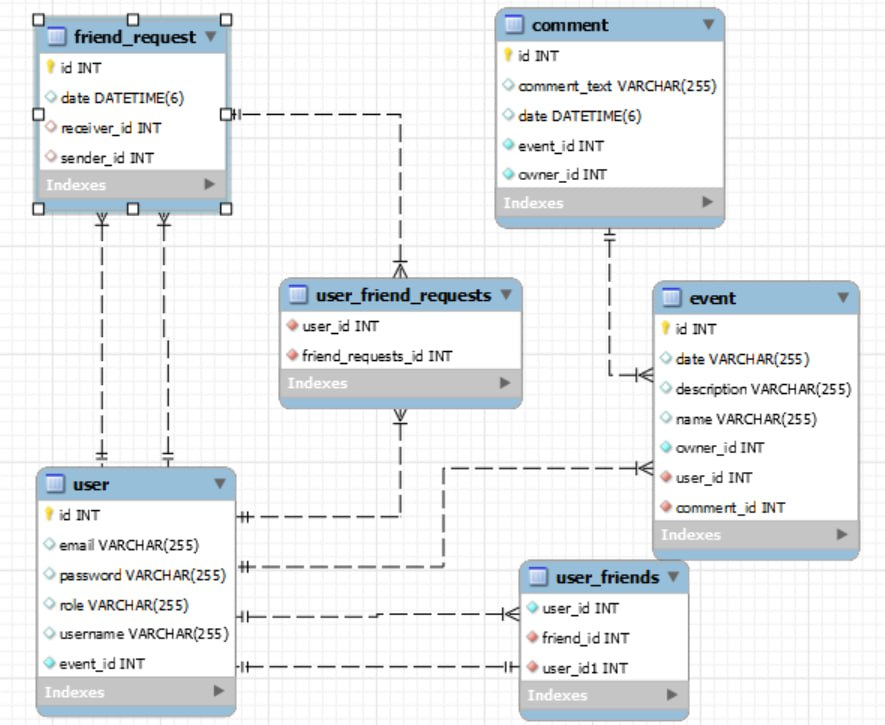 friend_request
id INT
date DATETIME(6)
receiver_id INT
sender_id INT
Indexes
comment
id INT
comment_text VARCHAR(255)
date DATETIME(6)
event_id INT
owner_id INT
Indexes
user_friend_requests
user_id INT
friend_requests_id INT
Indexes
event
id INT
date VARCHAR(255)
description VARCHAR(255)
name VARCHAR(255)
owner_id INT
user_id INT
comment_id INT
Indexes
user
id INT
email VARCHAR(255)
password VARCHAR(255)
role VARCHAR(255)
username VARCHAR(255)
event_id INT
Indexes
user_friends
user_id INT
friend_id INT
user_id1 INT
Indexes